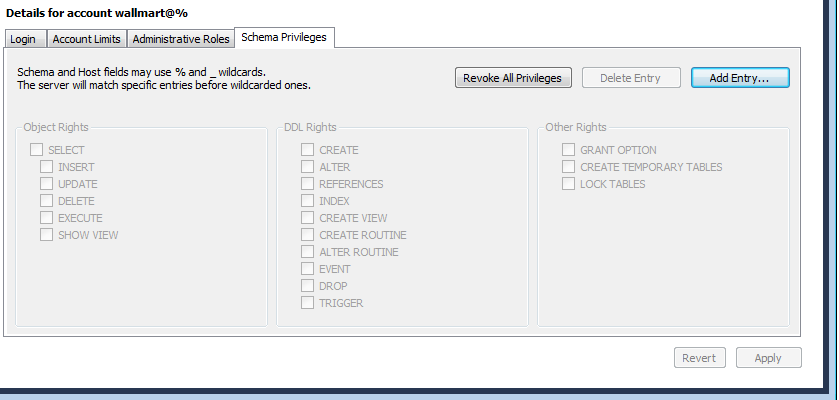 Details for account wallmart@%
Login Account Limits Administrative Roles Schema Privileges
Schema and Host fields may use % and _ wildcards.
The server will match specific entries before wildcarded ones.
Revoke All Privileges Delete Entry Add Entry...
Object Rights
SELECT
INSERT
UPDATE
DELETE
EXECUTE
SHOW VIEW
DDL Rights
CREATE
ALTER
REFERENCES
INDEX
CREATE VIEW
CREATE ROUTINE
ALTER ROUTINE
EVENT
DROP
TRIGGER
Other Rights
GRANT OPTION
CREATE TEMPORARY TABLES
LOCK TABLES
Revert Apply